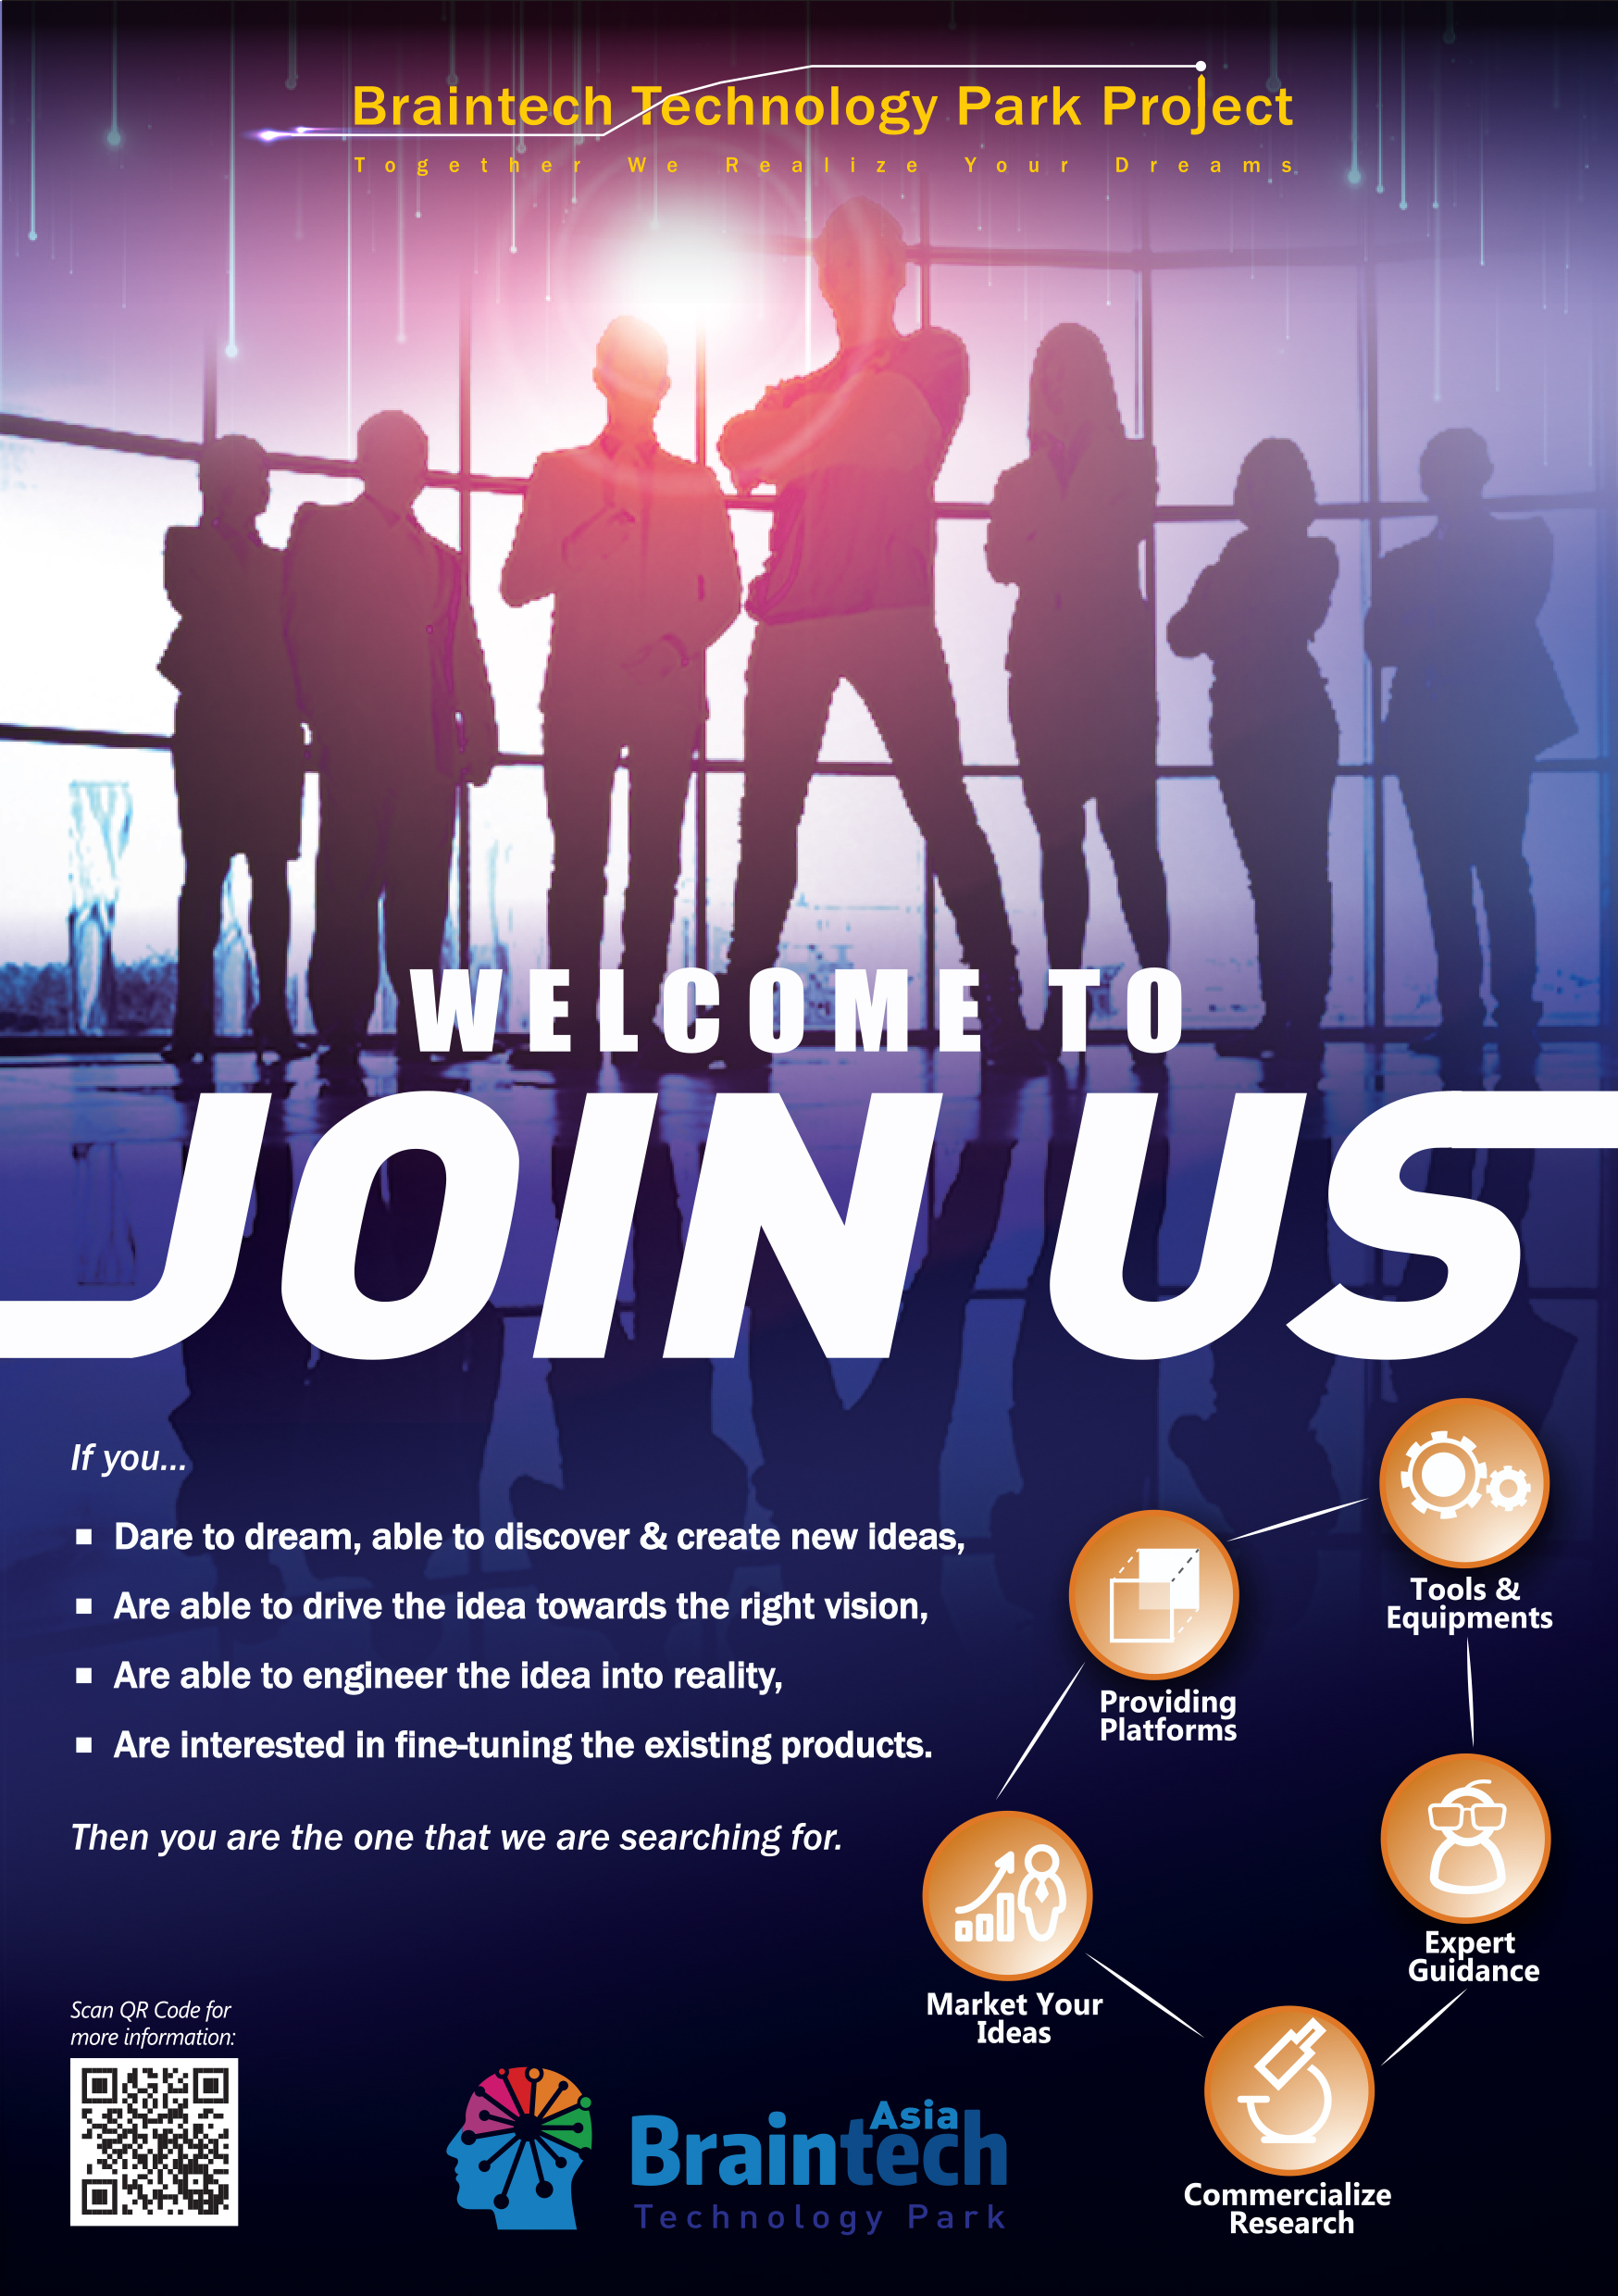 Braintech Technology Park Project
Together We Realize Your Dreams
WELCOME TO
JOIN US
If you...
Dare to dream, able to discover & create new ideas,
Are able to drive the idea towards the right vision,
Are able to engineer the idea into reality,
Are interested in fine-tuning the existing products.
Then you are the one that we are searching for.
Tools &
Equipments
Providing
Platforms
Expert
Guidance
Market Your
Ideas
Commercialize
Research
Scan QR Code for
more information:
Asia
Braintech
Technology Park